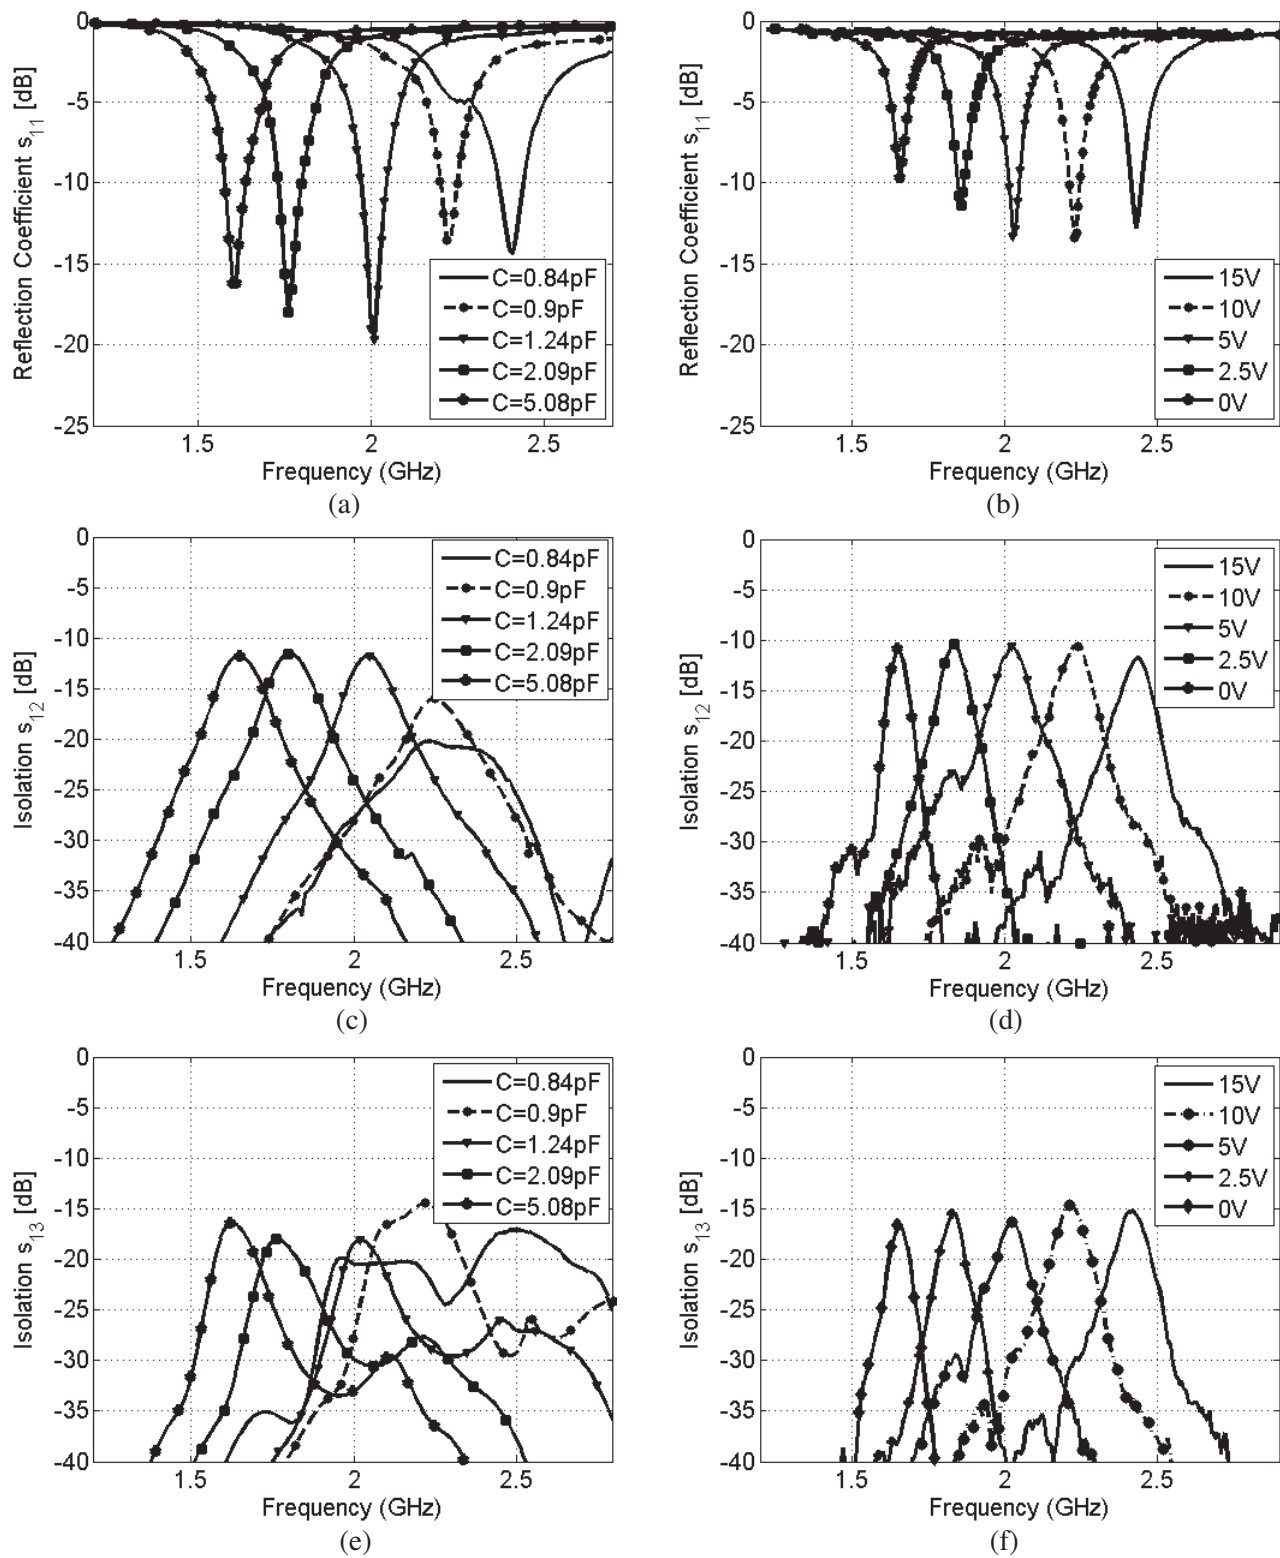 0
-5
-10
-15
-20
-25
Reflection Coefficient s11 [dB]
C=0.84pF
C=0.9pF
C=1.24pF
C=2.09pF
C=5.08pF
1.5 2 2.5
Frequency (GHz)
(a)
0
-5
-10
-15
-20
-25
Reflection Coefficient s11 [dB]
15V
10V
5V
2.5V
0V
1.5 2 2.5
Frequency (GHz)
(b)
0
-5
-10
-15
-20
-25
-30
-35
-40
Isolation s12 [dB]
C=0.84pF
C=0.9pF
C=1.24pF
C=2.09pF
C=5.08pF
1.5 2 2.5
Frequency (GHz)
(c)
0
-5
-10
-15
-20
-25
-30
-35
-40
Isolation s12 [dB]
15V
10V
5V
2.5V
0V
1.5 2 2.5
Frequency (GHz)
(d)
0
-5
-10
-15
-20
-25
-30
-35
-40
Isolation s13 [dB]
C=0.84pF
C=0.9pF
C=1.24pF
C=2.09pF
C=5.08pF
1.5 2 2.5
Frequency (GHz)
(e)
0
-5
-10
-15
-20
-25
-30
-35
-40
Isolation s13 [dB]
15V
10V
5V
2.5V
0V
1.5 2 2.5
Frequency (GHz)
(f)